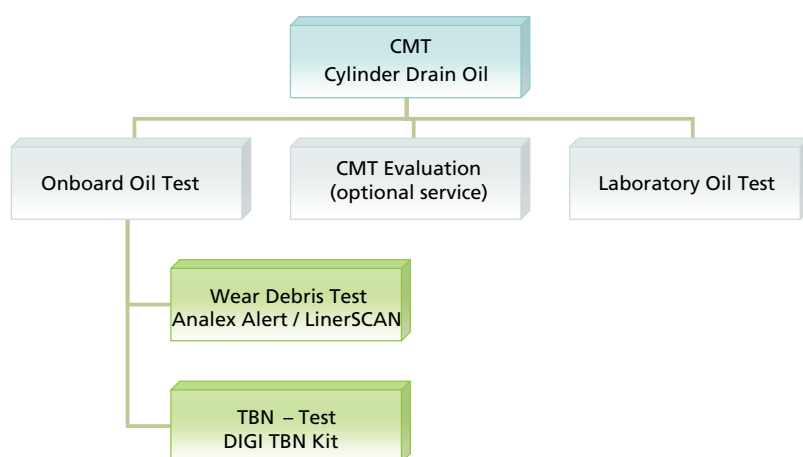 CMT
Cylinder Drain Oil
Onboard Oil Test
CMT Evaluation
(optional service)
Laboratory Oil Test
Wear Debris Test
Analex Alert / LinerSCAN
TBN – Test
DIGI TBN Kit